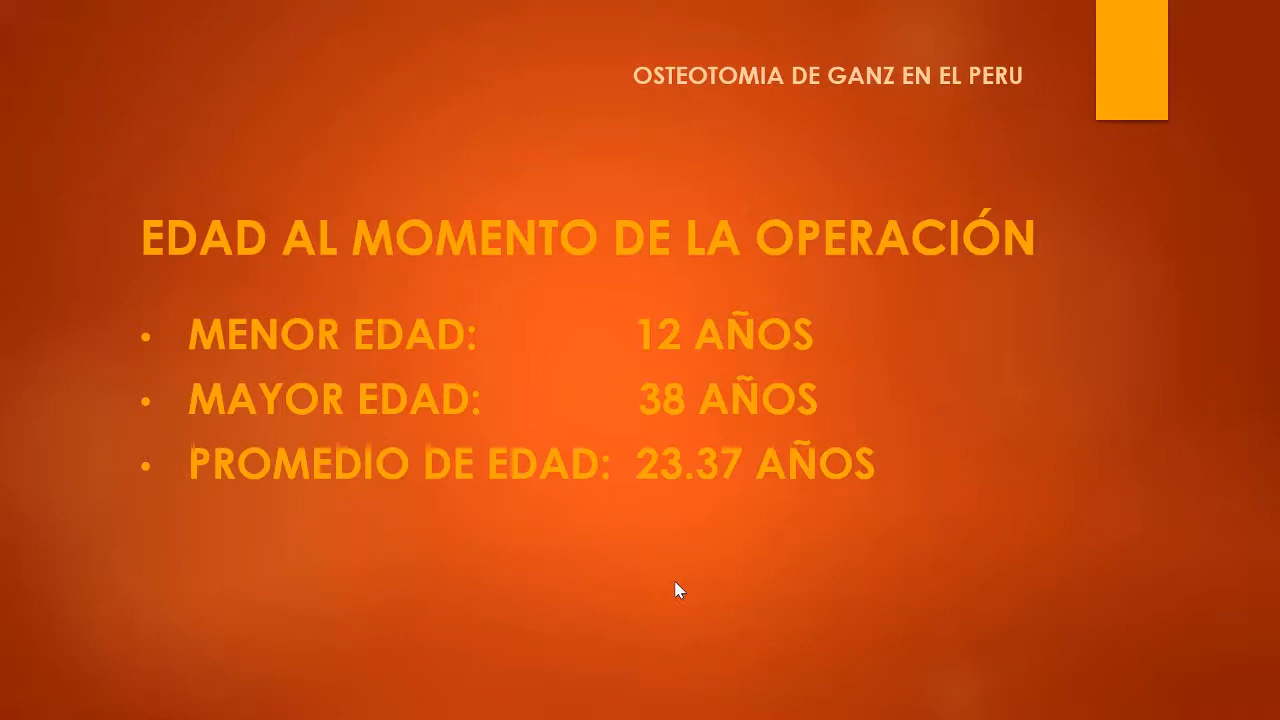 OSTEOTOMIA DE GANZ EN EL PERU
EDAD AL MOMENTO DE LA OPERACIÓN
• MENOR EDAD: 12 AÑOS
• MAYOR EDAD: 38 AÑOS
• PROMEDIO DE EDAD: 23.37 AÑOS